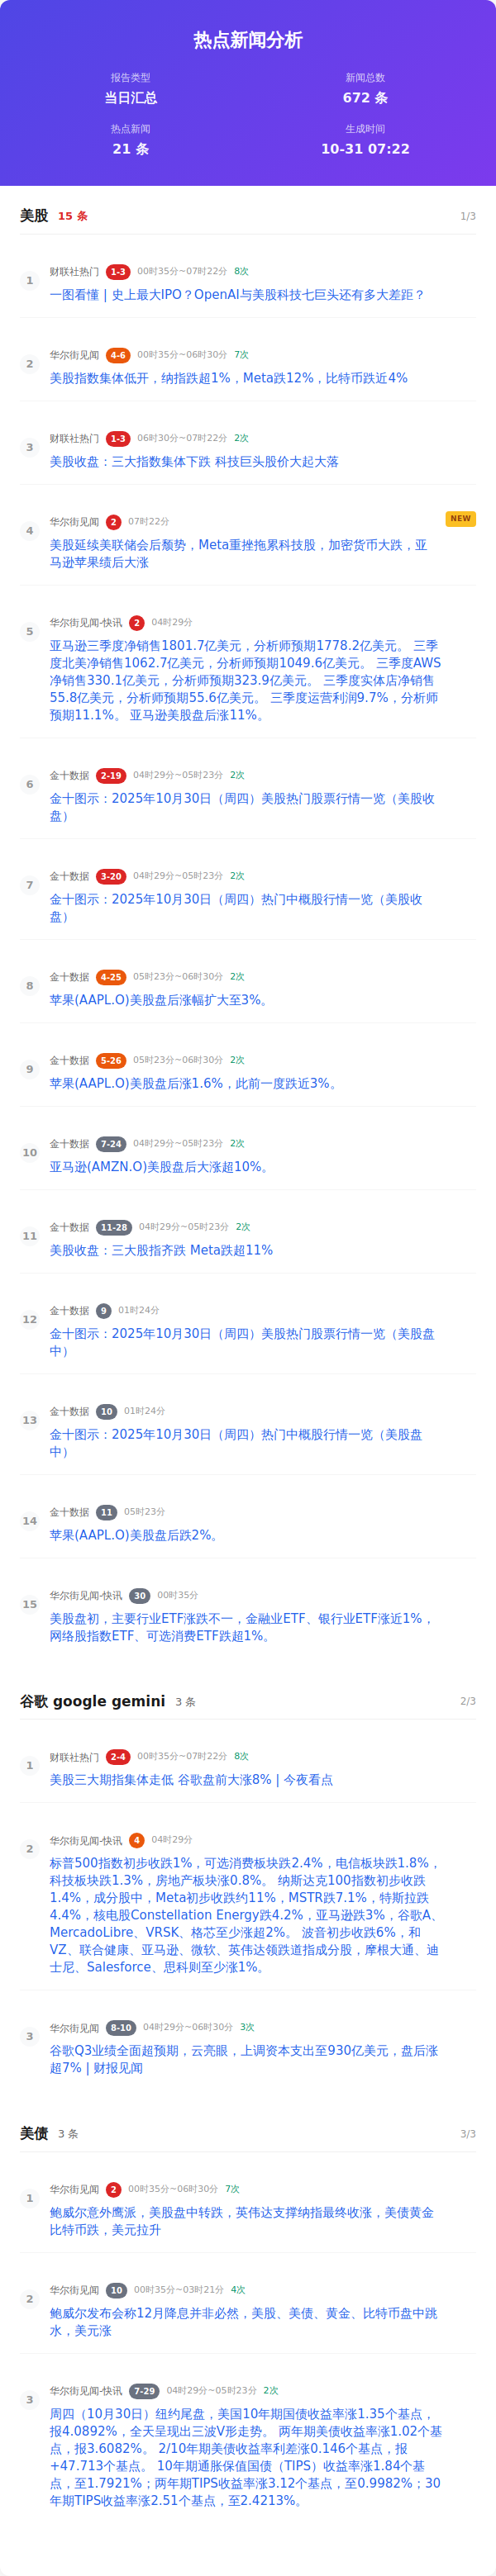 热点新闻分析
报告类型
当日汇总
新闻总数
672 条
热点新闻
21 条
生成时间
10-31 07:22
美股 15 条 1/3
1
财联社热门 1-3 00时35分~07时22分 8次
一图看懂 | 史上最大IPO？OpenAI与美股科技七巨头还有多大差距？
2
华尔街见闻 4-6 00时35分~06时30分 7次
美股指数集体低开，纳指跌超1%，Meta跌12%，比特币跌近4%
3
财联社热门 1-3 06时30分~07时22分 2次
美股收盘：三大指数集体下跌 科技巨头股价大起大落
4
华尔街见闻 2 07时22分 NEW
美股延续美联储会后颓势，Meta重挫拖累科技股，加密货币大跌，亚
马逊苹果绩后大涨
5
华尔街见闻-快讯 2 04时29分
亚马逊三季度净销售1801.7亿美元，分析师预期1778.2亿美元。 三季
度北美净销售1062.7亿美元，分析师预期1049.6亿美元。 三季度AWS
净销售330.1亿美元，分析师预期323.9亿美元。 三季度实体店净销售
55.8亿美元，分析师预期55.6亿美元。 三季度运营利润9.7%，分析师
预期11.1%。 亚马逊美股盘后涨11%。
6
金十数据 2-19 04时29分~05时23分 2次
金十图示：2025年10月30日（周四）美股热门股票行情一览（美股收
盘）
7
金十数据 3-20 04时29分~05时23分 2次
金十图示：2025年10月30日（周四）热门中概股行情一览（美股收
盘）
8
金十数据 4-25 05时23分~06时30分 2次
苹果(AAPL.O)美股盘后涨幅扩大至3%。
9
金十数据 5-26 05时23分~06时30分 2次
苹果(AAPL.O)美股盘后涨1.6%，此前一度跌近3%。
10
金十数据 7-24 04时29分~05时23分 2次
亚马逊(AMZN.O)美股盘后大涨超10%。
11
金十数据 11-28 04时29分~05时23分 2次
美股收盘：三大股指齐跌 Meta跌超11%
12
金十数据 9 01时24分
金十图示：2025年10月30日（周四）美股热门股票行情一览（美股盘
中）
13
金十数据 10 01时24分
金十图示：2025年10月30日（周四）热门中概股行情一览（美股盘
中）
14
金十数据 11 05时23分
苹果(AAPL.O)美股盘后跌2%。
15
华尔街见闻-快讯 30 00时35分
美股盘初，主要行业ETF涨跌不一，金融业ETF、银行业ETF涨近1%，
网络股指数ETF、可选消费ETF跌超1%。
谷歌 google gemini 3 条 2/3
1
财联社热门 2-4 00时35分~07时22分 8次
美股三大期指集体走低 谷歌盘前大涨8% | 今夜看点
2
华尔街见闻-快讯 4 04时29分
标普500指数初步收跌1%，可选消费板块跌2.4%，电信板块跌1.8%，
科技板块跌1.3%，房地产板块涨0.8%。 纳斯达克100指数初步收跌
1.4%，成分股中，Meta初步收跌约11%，MSTR跌7.1%，特斯拉跌
4.4%，核电股Constellation Energy跌4.2%，亚马逊跌3%，谷歌A、
MercadoLibre、VRSK、格芯至少涨超2%。 波音初步收跌6%，和
VZ、联合健康、亚马逊、微软、英伟达领跌道指成分股，摩根大通、迪
士尼、Salesforce、思科则至少涨1%。
3
华尔街见闻 8-10 04时29分~06时30分 3次
谷歌Q3业绩全面超预期，云亮眼，上调资本支出至930亿美元，盘后涨
超7% | 财报见闻
美债 3 条 3/3
1
华尔街见闻 2 00时35分~06时30分 7次
鲍威尔意外鹰派，美股盘中转跌，英伟达支撑纳指最终收涨，美债黄金
比特币跌，美元拉升
2
华尔街见闻 10 00时35分~03时21分 4次
鲍威尔发布会称12月降息并非必然，美股、美债、黄金、比特币盘中跳
水，美元涨
3
华尔街见闻-快讯 7-29 04时29分~05时23分 2次
周四（10月30日）纽约尾盘，美国10年期国债收益率涨1.35个基点，
报4.0892%，全天呈现出三波V形走势。 两年期美债收益率涨1.02个基
点，报3.6082%。 2/10年期美债收益率利差涨0.146个基点，报
+47.713个基点。 10年期通胀保值国债（TIPS）收益率涨1.84个基
点，至1.7921%；两年期TIPS收益率涨3.12个基点，至0.9982%；30
年期TIPS收益率涨2.51个基点，至2.4213%。